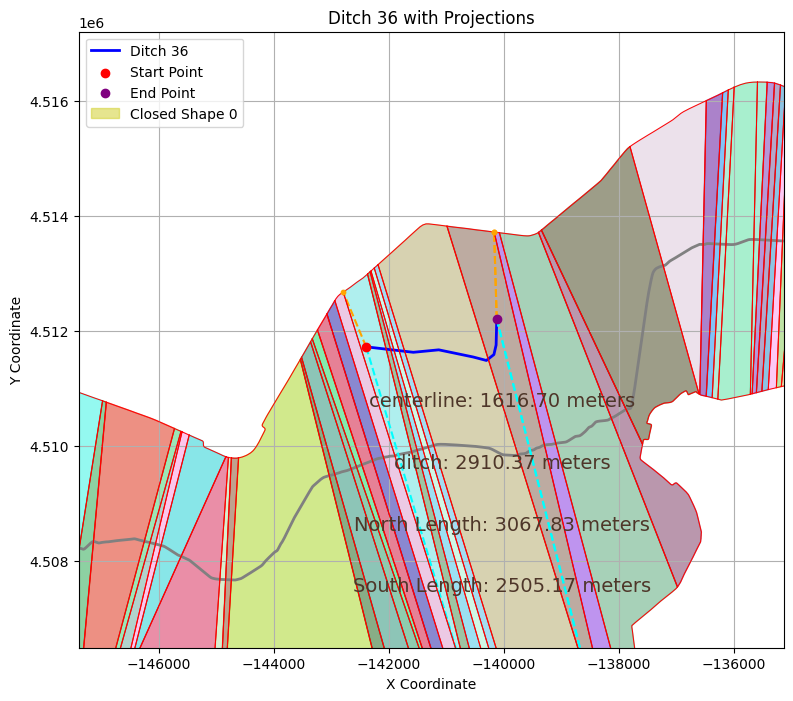 Ditch 36 with Projections
1e6
Ditch 36
Start Point
End Point
Closed Shape 0
4.516
4.514
4.512
4.510
4.508
Y Coordinate
centerline: 1616.70 meters
ditch: 2910.37 meters
North Length: 3067.83 meters
South Length: 2505.17 meters
−146000 −144000 −142000 −140000 −138000 −136000
X Coordinate